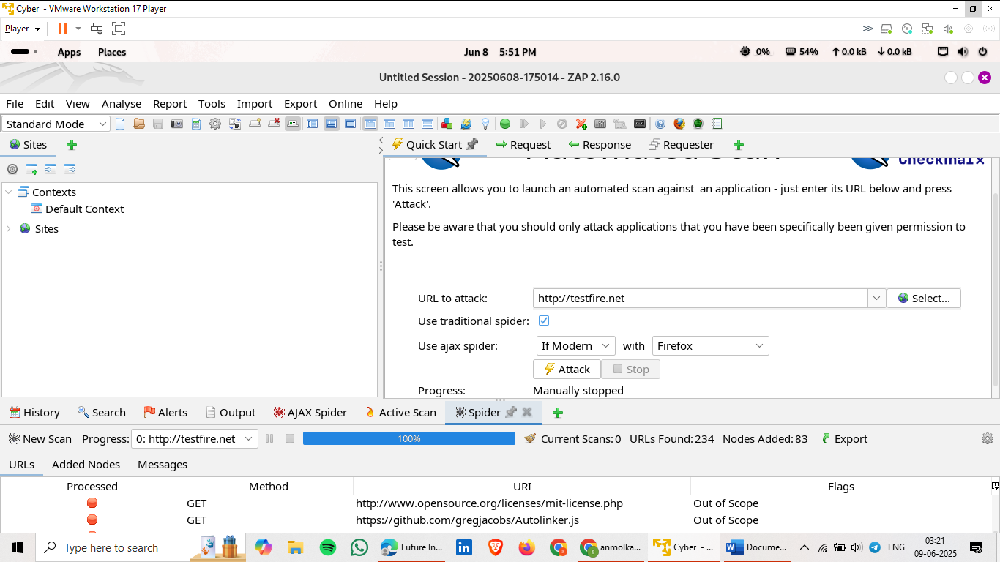 Cyber - VMware Workstation 17 Player
Player
Apps Places Jun 8 5:51 PM 0% 54% 0.0 kB 0.0 kB
Untitled Session - 20250608-175014 - ZAP 2.16.0
File Edit View Analyse Report Tools Import Export Online Help
Standard Mode
Sites
Quick Start Request Response Requester
Checkmarx
Contexts
Default Context
Sites
This screen allows you to launch an automated scan against an application - just enter its URL below and press
'Attack'.
Please be aware that you should only attack applications that you have been specifically been given permission to
test.
URL to attack: http://testfire.net Select...
Use traditional spider:
Use ajax spider: If Modern with Firefox
Attack Stop
Progress: Manually stopped
History Search Alerts Output AJAX Spider Active Scan Spider
New Scan Progress: 0: http://testfire.net 100% Current Scans: 0 URLs Found: 234 Nodes Added: 83 Export
URLs Added Nodes Messages
Processed Method URI Flags
GET http://www.opensource.org/licenses/mit-license.php Out of Scope
GET https://github.com/gregjacobs/Autolinker.js Out of Scope
Type here to search Future In... anmolka... Cyber - ... Docume... ENG 03:21
09-06-2025